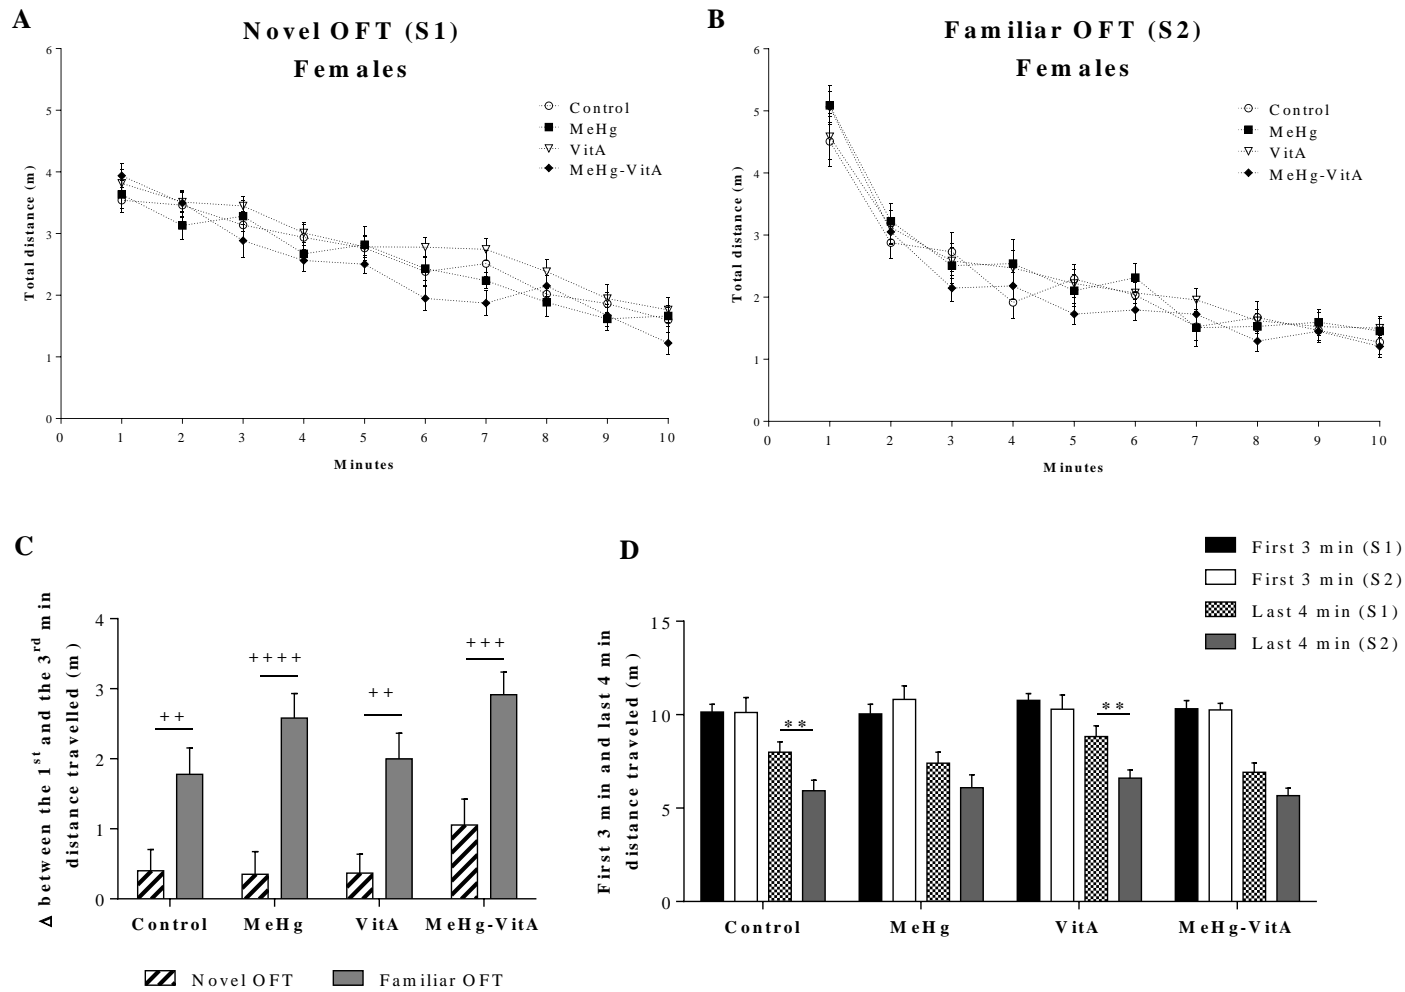 A
Novel OFT (S1)
Females
6
5
4
3
2
1
0
Total distance (m)
Control
MeHg
VitA
MeHg-VitA
0 1 2 3 4 5 6 7 8 9 10
Minutes
B
Familiar OFT (S2)
Females
6
5
4
3
2
1
0
Total distance (m)
Control
MeHg
VitA
MeHg-VitA
0 1 2 3 4 5 6 7 8 9 10
Minutes
C
Δ between the 1st and the 3rd min
distance travelled (m)
4
3
2
1
0
++
++++
++
+++
Control MeHg VitA MeHg-VitA
Novel OFT Familiar OFT
D
First 3 min (S1)
First 3 min (S2)
Last 4 min (S1)
Last 4 min (S2)
First 3 min and last 4 min
distance traveled (m)
15
10
5
0
**
**
Control MeHg VitA MeHg-VitA